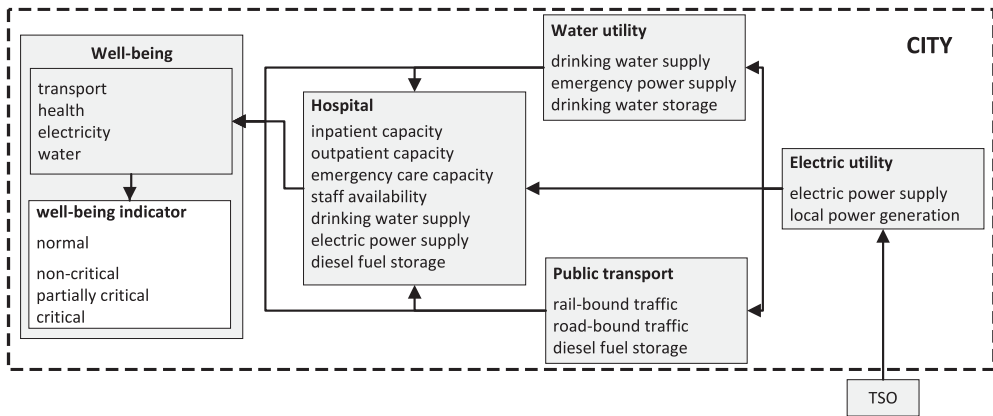 CITY
Well-being
transport
health
electricity
water
well-being indicator
normal
non-critical
partially critical
critical
Hospital
inpatient capacity
outpatient capacity
emergency care capacity
staff availability
drinking water supply
electric power supply
diesel fuel storage
Water utility
drinking water supply
emergency power supply
drinking water storage
Public transport
rail-bound traffic
road-bound traffic
diesel fuel storage
Electric utility
electric power supply
local power generation
TSO